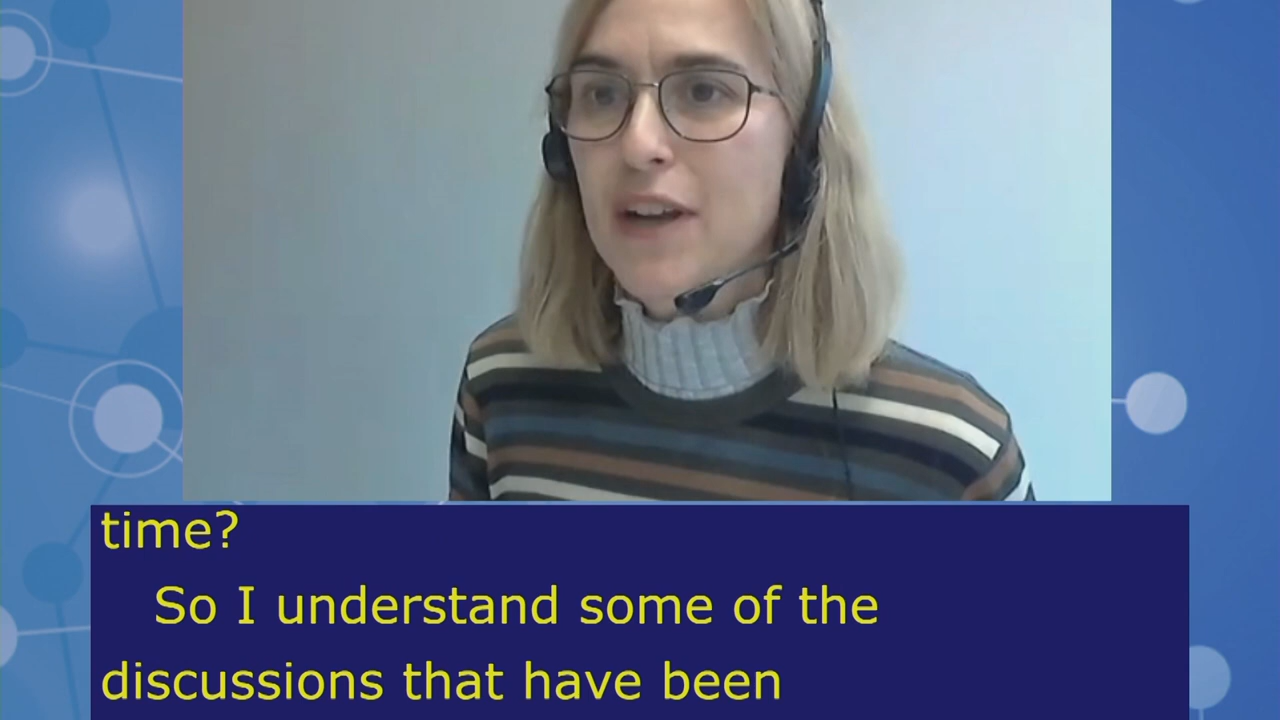 time?
So I understand some of the
discussions that have been